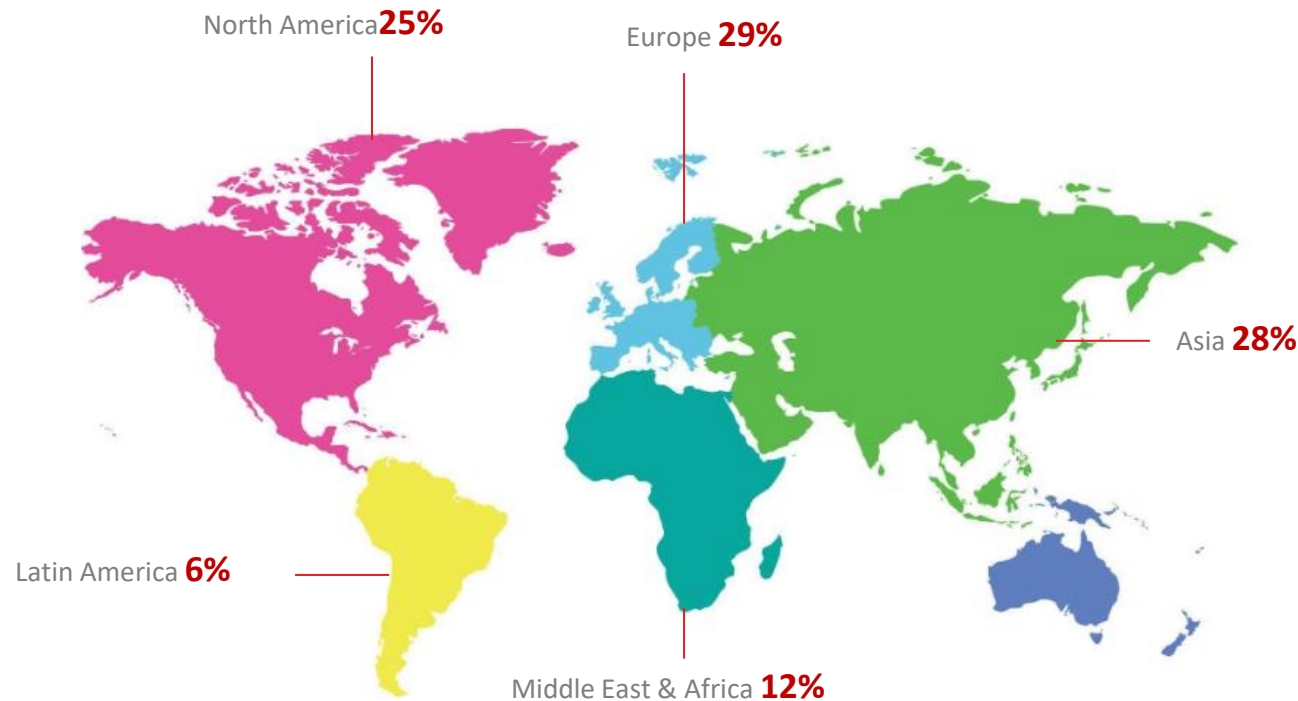 North America25%
Europe 29%
Asia 28%
Latin America 6%
Middle East & Africa 12%